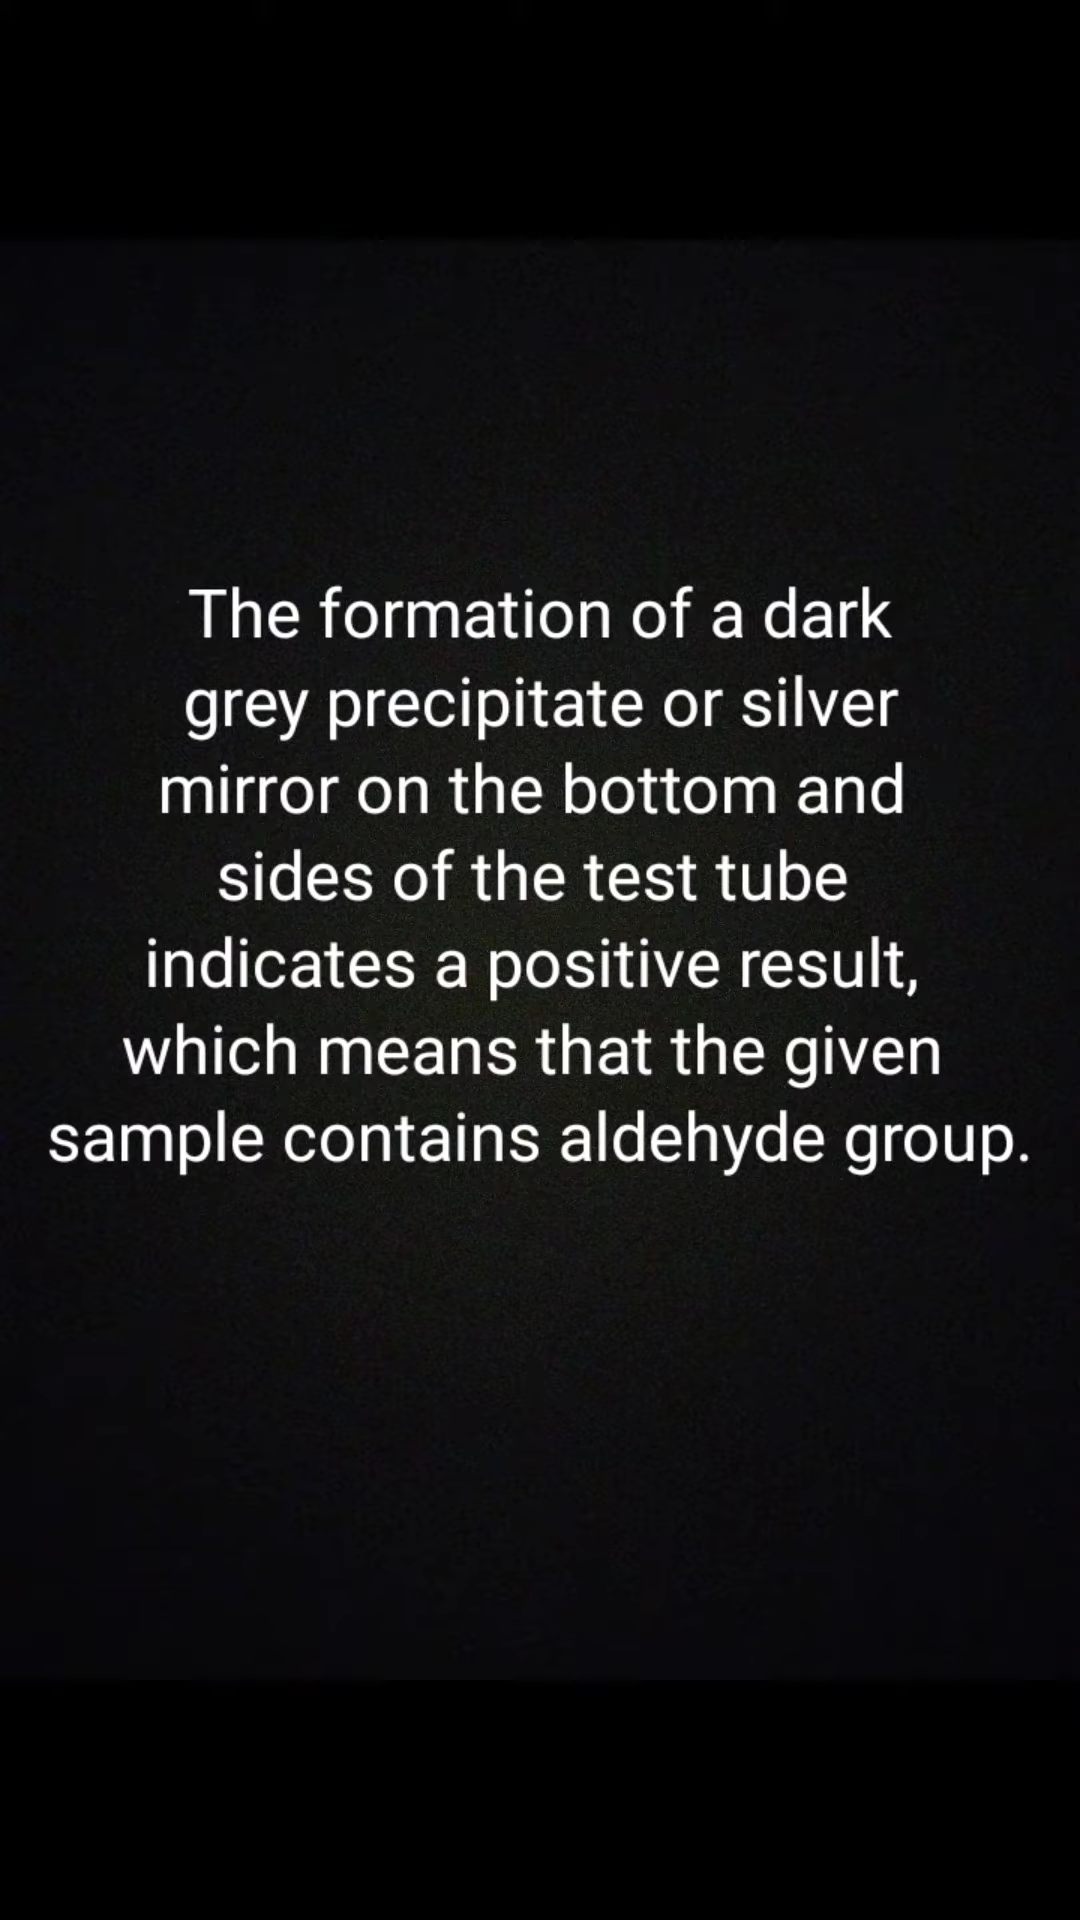 The formation of a dark
grey precipitate or silver
mirror on the bottom and
sides of the test tube
indicates a positive result,
which means that the given
sample contains aldehyde group.